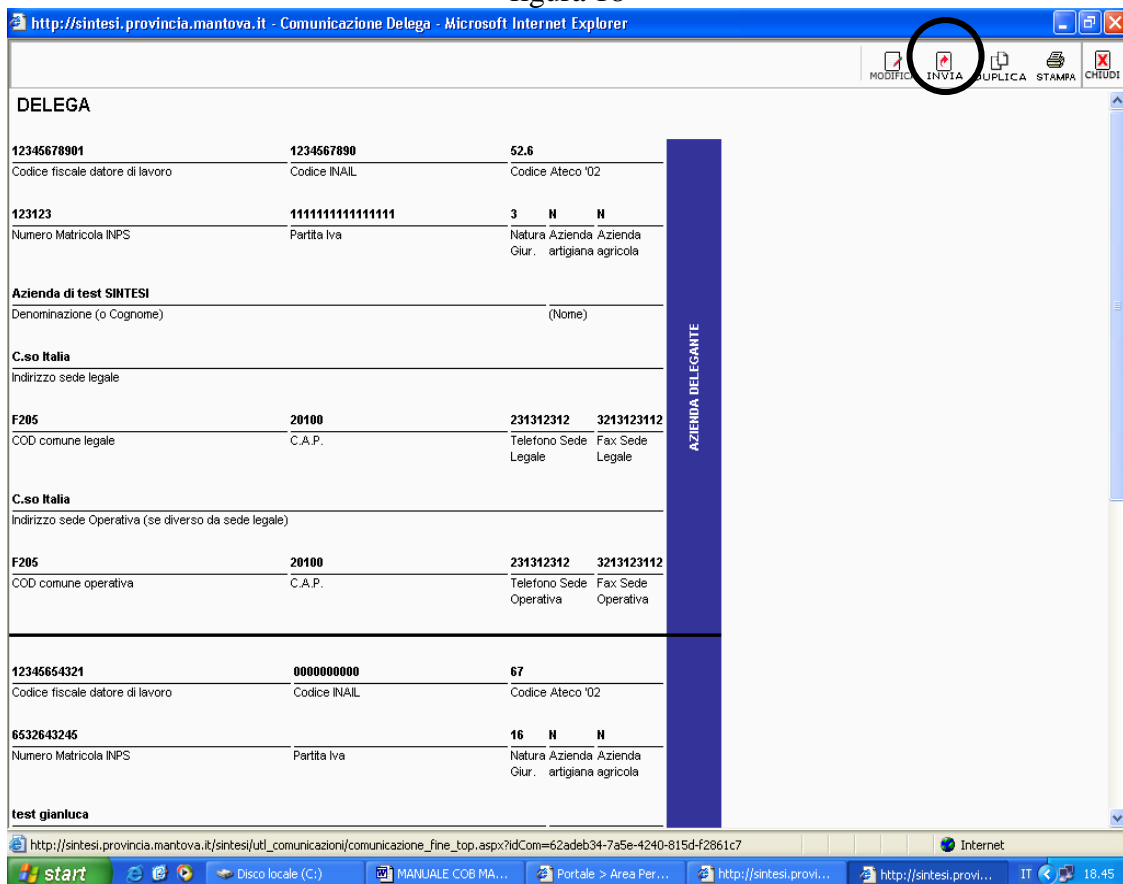 http://sintesi.provincia.mantova.it - Comunicazione Delega - Microsoft Internet Explorer
MODIFIC INVIA DUPLICA STAMPA CHIUDI
DELEGA
12345678901 1234567890 52.6
Codice fiscale datore di lavoro Codice INAIL Codice Ateco '02
123123 1111111111111111 3 N N
Numero Matricola INPS Partita Iva Natura Azienda Azienda
Giur. artigiana agricola
Azienda di test SINTESI
Denominazione (o Cognome) (Nome)
C.so Italia
Indirizzo sede legale
AZIENDA DELEGANTE
F205 20100 231312312 3213123112
COD comune legale C.A.P. Telefono Sede Fax Sede
Legale Legale
C.so Italia
Indirizzo sede Operativa (se diverso da sede legale)
F205 20100 231312312 3213123112
COD comune operativa C.A.P. Telefono Sede Fax Sede
Operativa Operativa
12345654321 0000000000 67
Codice fiscale datore di lavoro Codice INAIL Codice Ateco '02
6532643245 16 N N
Numero Matricola INPS Partita Iva Natura Azienda Azienda
Giur. artigiana agricola
test gianluca
http://sintesi.provincia.mantova.it/sintesi/utl_comunicazioni/comunicazione_fine_top.aspx?idCom=62adeb34-7a5e-4240-815d-f2861c7 Internet
start Disco locale (C:) MANUALE COB MA... Portale > Area Per... http://sintesi.provi... http://sintesi.provi... IT 18.45